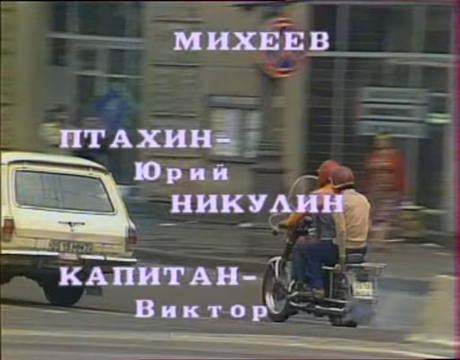 МИХЕЕВ
ПТАХИН-
Юрий
НИКУЛИН
КАПИТАН-
Виктор